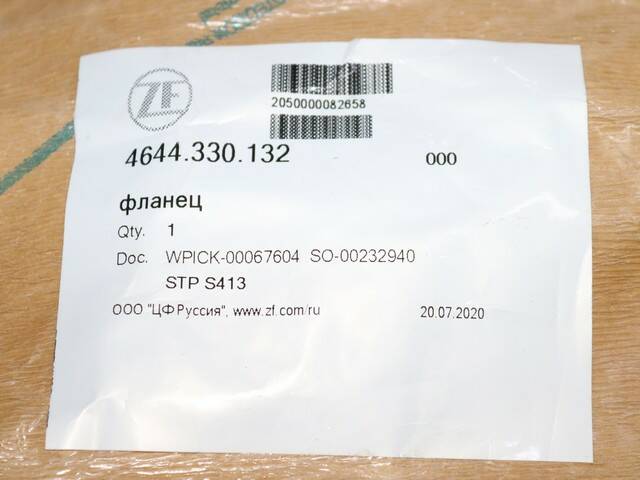 ZF
2050000082658
4644.330.132 000
фланец
Qty. 1
Doc. WPICK-00067604 SO-00232940
STP S413
ООО "ЦФ Руссия", www.zf.com/ru 20.07.2020